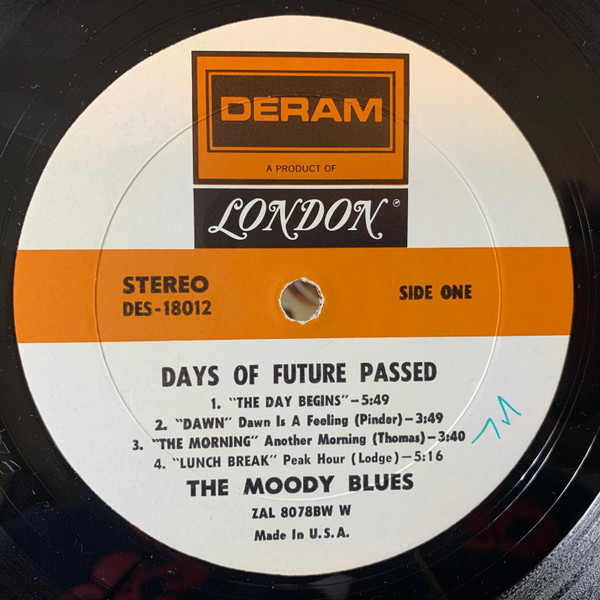 DERAM
A PRODUCT OF
LONDON®
STEREO
DES-18012
SIDE ONE
DAYS OF FUTURE PASSED
1. "THE DAY BEGINS"—5:49
2. "DAWN" Dawn Is A Feeling (Pinder)—3:49
3. "THE MORNING" Another Morning (Thomas)—3:40
4. "LUNCH BREAK" Peak Hour (Lodge)—5:16
THE MOODY BLUES
ZAL 8078BW W
Made In U.S.A.